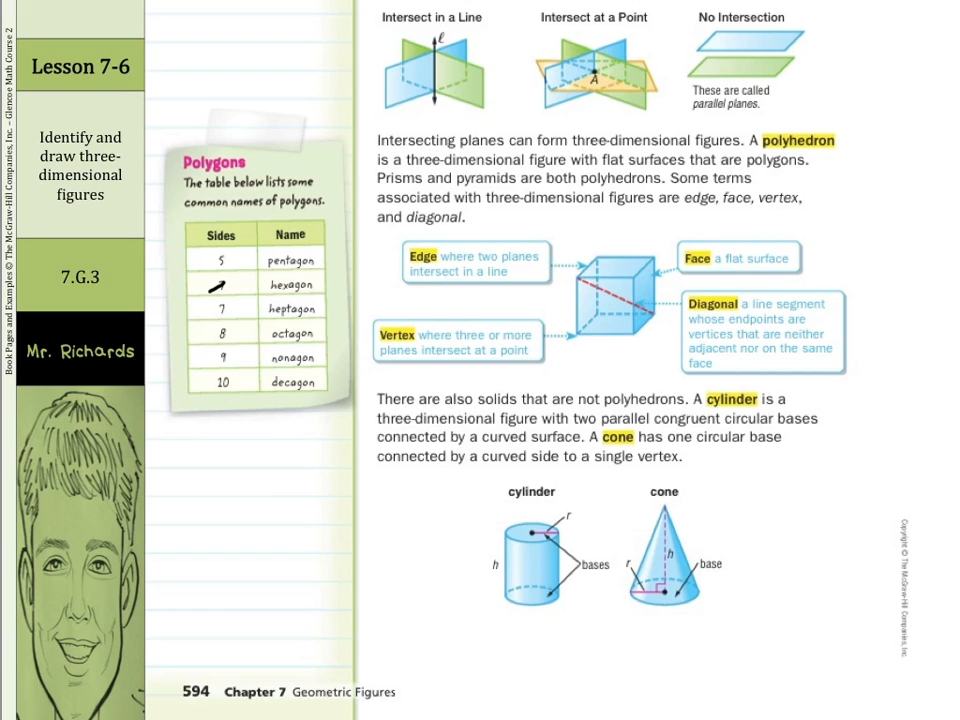 Book Pages and Examples © The McGraw-Hill Companies, Inc. – Glencoe Math Course 2
Lesson 7-6
Identify and
draw three-
dimensional
figures
7.G.3
Mr. Richards
Intersect in a Line
Intersect at a Point
No Intersection
ℓ
A
These are called
parallel planes.
Polygons
The table below lists some
common names of polygons.
Sides Name
5 pentagon
hexagon
7 heptagon
8 octagon
9 nonagon
10 decagon
Intersecting planes can form three-dimensional figures. A polyhedron
is a three-dimensional figure with flat surfaces that are polygons.
Prisms and pyramids are both polyhedrons. Some terms
associated with three-dimensional figures are edge, face, vertex,
and diagonal.
Edge where two planes
intersect in a line
Face a flat surface
Vertex where three or more
planes intersect at a point
Diagonal a line segment
whose endpoints are
vertices that are neither
adjacent nor on the same
face
There are also solids that are not polyhedrons. A cylinder is a
three-dimensional figure with two parallel congruent circular bases
connected by a curved surface. A cone has one circular base
connected by a curved side to a single vertex.
cylinder
r
h
bases
cone
r
h
base
Copyright © The McGraw-Hill Companies, Inc.
594 Chapter 7 Geometric Figures